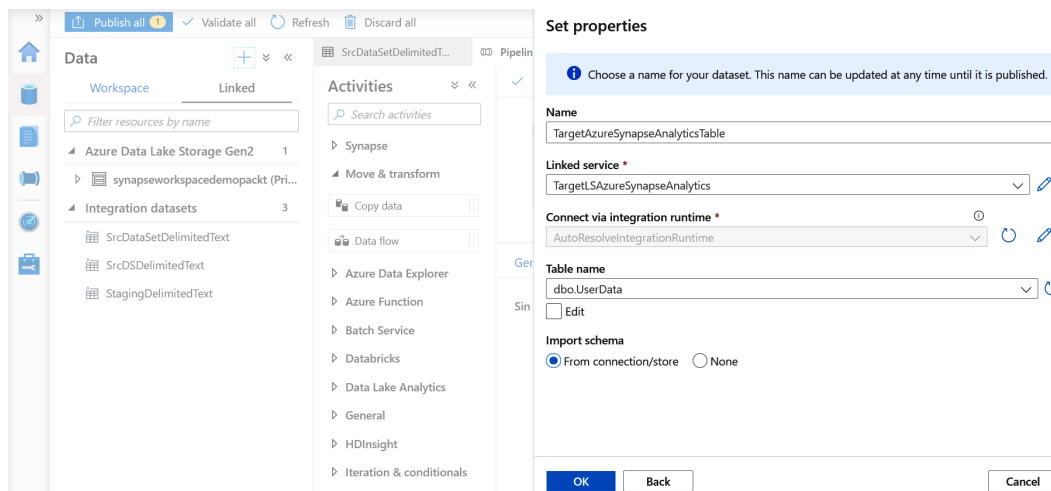 Publish all 1 Validate all Refresh Discard all
Data
Workspace Linked
Filter resources by name
Azure Data Lake Storage Gen2 1
synapseworkspacedemopackt (Pri...
Integration datasets 3
SrcDataSetDelimitedText
SrcDSDelimitedText
StagingDelimitedText
SrcDataSetDelimitedT... Pipelin
Activities
Search activities
Synapse
Move & transform
Copy data
Data flow
Azure Data Explorer
Azure Function
Batch Service
Databricks
Data Lake Analytics
General
HDInsight
Iteration & conditionals
Ger
Sin
Set properties
Choose a name for your dataset. This name can be updated at any time until it is published.
Name
TargetAzureSynapseAnalyticsTable
Linked service *
TargetLSAzureSynapseAnalytics
Connect via integration runtime *
AutoResolveIntegrationRuntime
Table name
dbo.UserData
Edit
Import schema
From connection/store None
OK Back Cancel